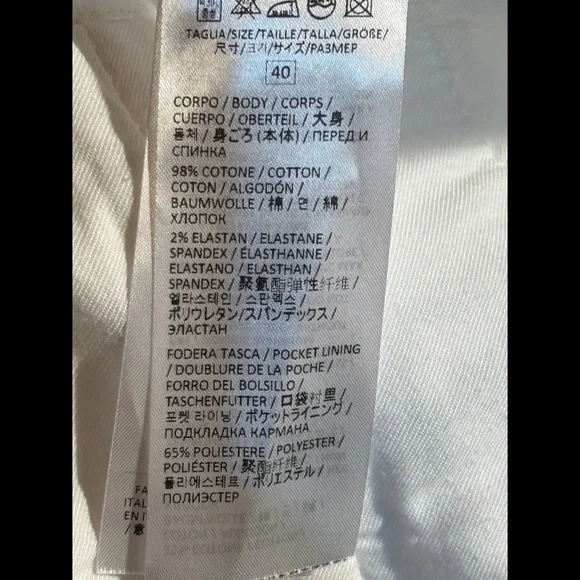 TAGLIA/SIZE/TAILLE/TALLA/GRÖßE/
尺寸/크기/サイズ/РАЗМЕР
40
CORPO / BODY / CORPS /
CUERPO / OBERTEIL / 大身/
몸체 / 身ごろ (本体) / ПЕРЕД И
СПИНКА
98% COTONE / COTTON /
COTON / ALGODÓN /
BAUMWOLLE / 棉 / 면 / 綿 /
ХЛОПОК
2% ELASTAN / ELASTANE /
SPANDEX / ÉLASTHANNE /
ELASTANO / ELASTHAN /
SPANDEX / 聚氨酯弹性纤维 /
엘라스테인 / 스판덱스 /
ポリウレタン/スパンデックス /
ЭЛАСТАН
FODERA TASCA / POCKET LINING
/ DOUBLURE DE LA POCHE /
FORRO DEL BOLSILLO /
TASCHENFUTTER / 口袋衬里 /
포켓 라이닝 / ポケットライニング /
ПОДКЛАДКА КАРМАНА
65% POLIESTERE / POLYESTER /
POLIÉSTER / 聚酯纤维 /
폴리에스테르 / ポリエステル /
ПОЛИЭСТЕР
FA
ITAL
EN IT
/ 意